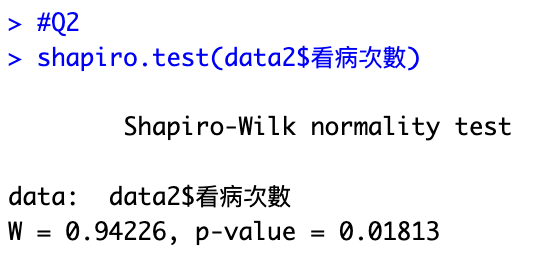 > #Q2
> shapiro.test(data2$看病次數)
Shapiro-Wilk normality test
data:  data2$看病次數
W = 0.94226, p-value = 0.01813